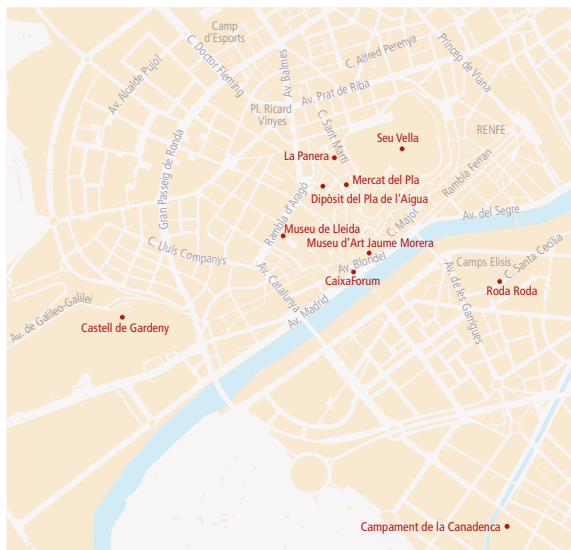 Camp
d'Esports
C. Doctor Fleming
Av. Balmes
C. Alfred Perenya
Príncep de Viana
Av. Alcalde Pujol
Av. Prat de Riba
Pl. Ricard
Vinyes
C. Sant Martí
RENFE
Seu Vella
La Panera
Rambla Ferran
Mercat del Pla
Dipòsit del Pla de l'Aigua
Gran Passeig de Ronda
Rambla d'Aragó
C. Major
Av. del Segre
Museu de Lleida
Museu d'Art Jaume Morera
C. Lluís Companys
Av. Blondel
Camps Elisis
C. Santa Cecília
CaixaForum
Av. Catalunya
Av. Madrid
Av. de les Garrigues
Roda Roda
Av. de Galileo Galilei
Castell de Gardeny
Campament de la Canadenca